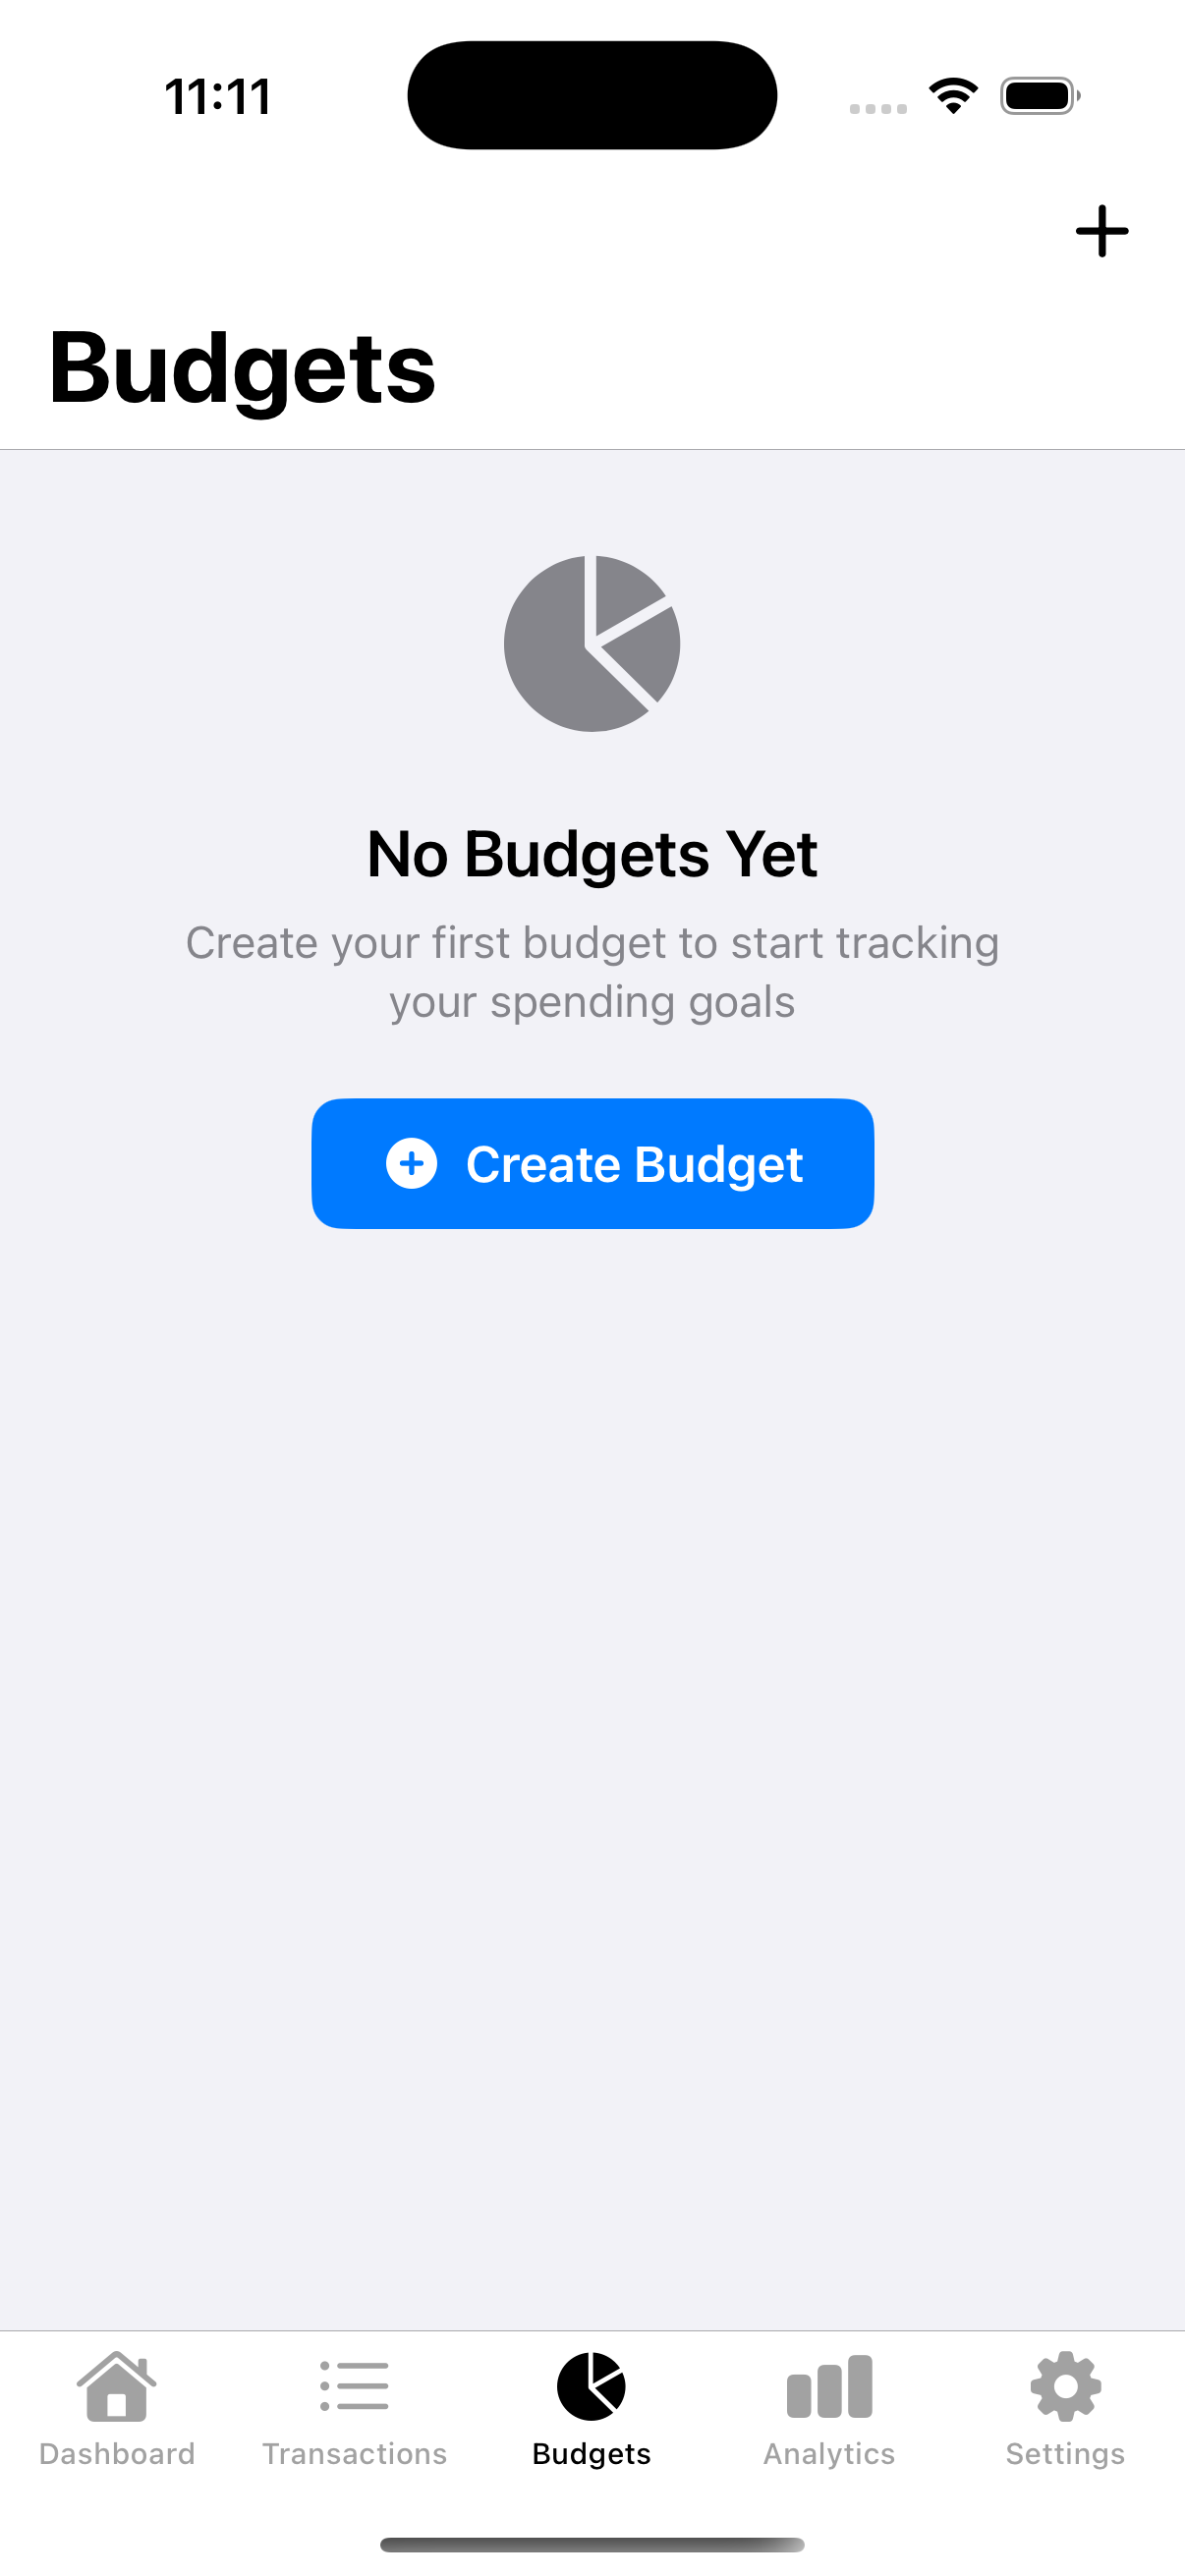 11:11
Budgets
No Budgets Yet
Create your first budget to start tracking
your spending goals
Create Budget
Dashboard
Transactions
Budgets
Analytics
Settings